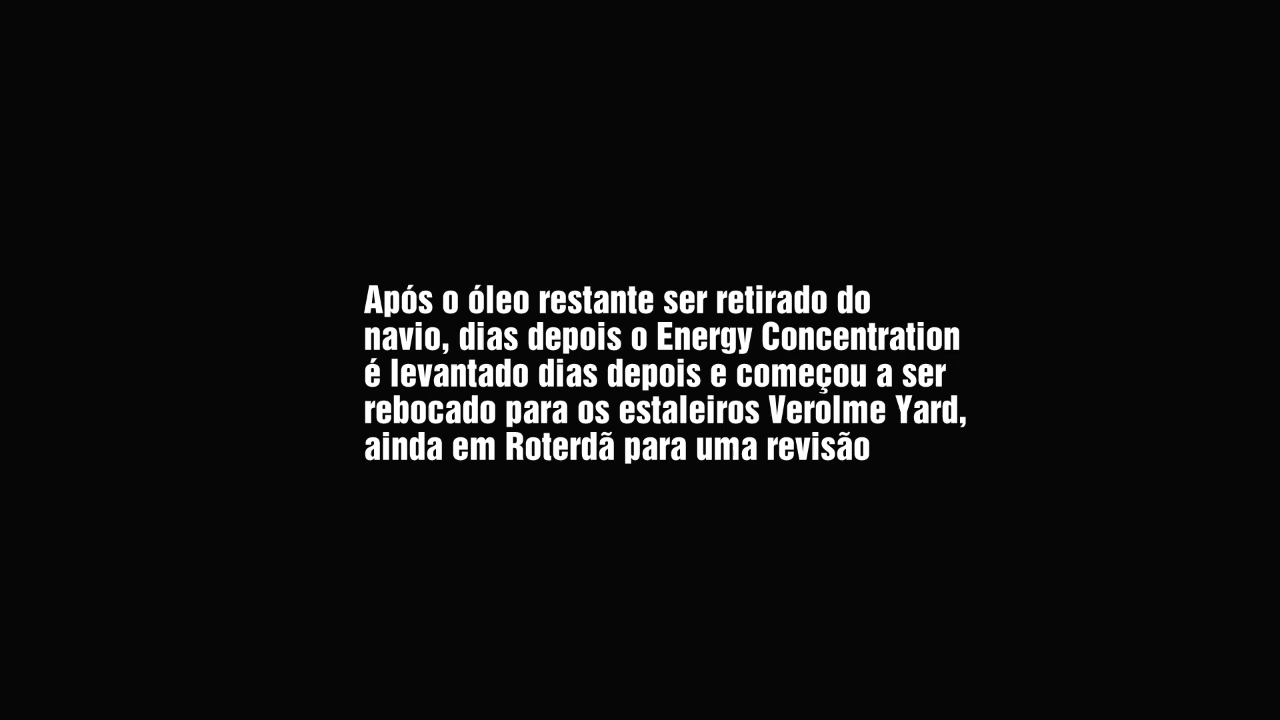 Após o óleo restante ser retirado do
navio, dias depois o Energy Concentration
é levantado dias depois e começou a ser
rebocado para os estaleiros Verolme Yard,
ainda em Roterdã para uma revisão